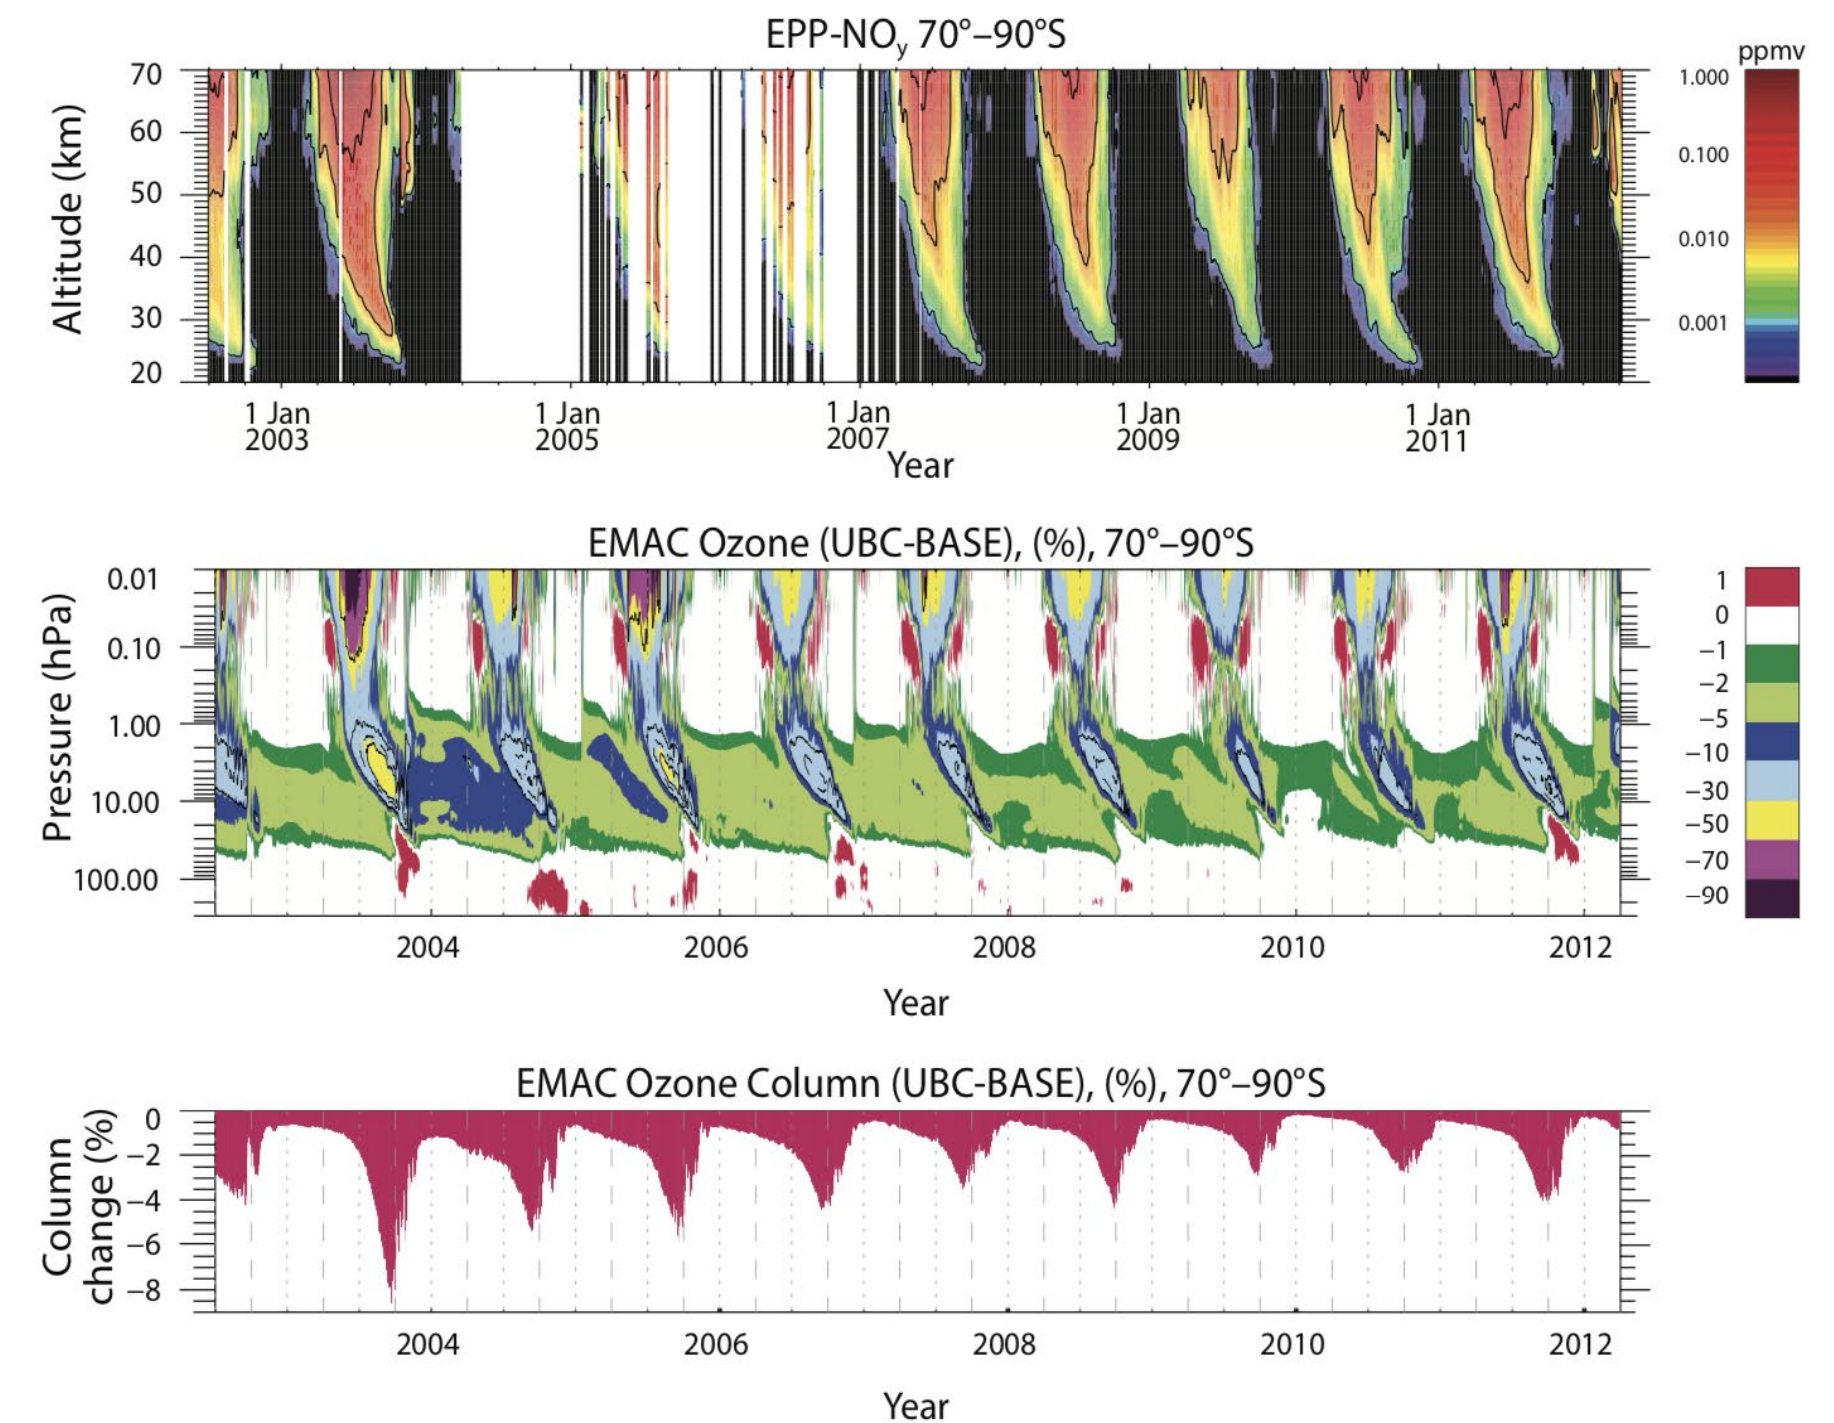 EPP-NOy 70°–90°S
ppmv
Altitude (km)
70
60
50
40
30
20
1.000
0.100
0.010
0.001
1 Jan 2003
1 Jan 2005
1 Jan 2007
1 Jan 2009
1 Jan 2011
Year
EMAC Ozone (UBC-BASE), (%), 70°–90°S
Pressure (hPa)
0.01
0.10
1.00
10.00
100.00
1
0
−1
−2
−5
−10
−30
−50
−70
−90
2004 2006 2008 2010 2012
Year
EMAC Ozone Column (UBC-BASE), (%), 70°–90°S
Column
change (%)
0
−2
−4
−6
−8
2004 2006 2008 2010 2012
Year